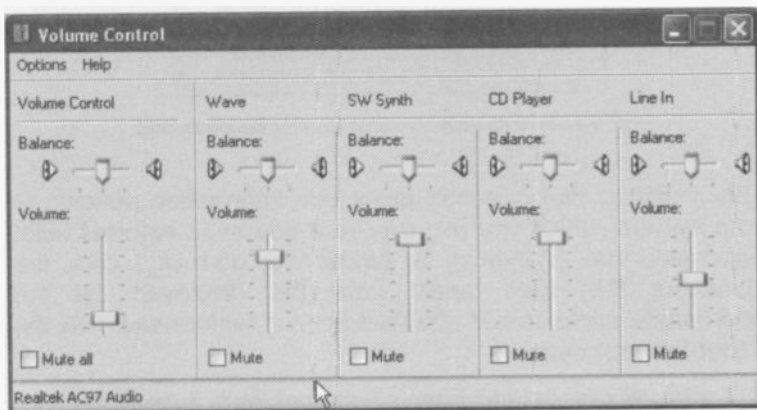 Volume Control
Options Help
Volume Control Wave SW Synth CD Player Line In
Balance: Balance: Balance: Balance: Balance:
Volume: Volume: Volume: Volume: Volume:
Mute all Mute Mute Mute Mute
Realtek AC97 Audio